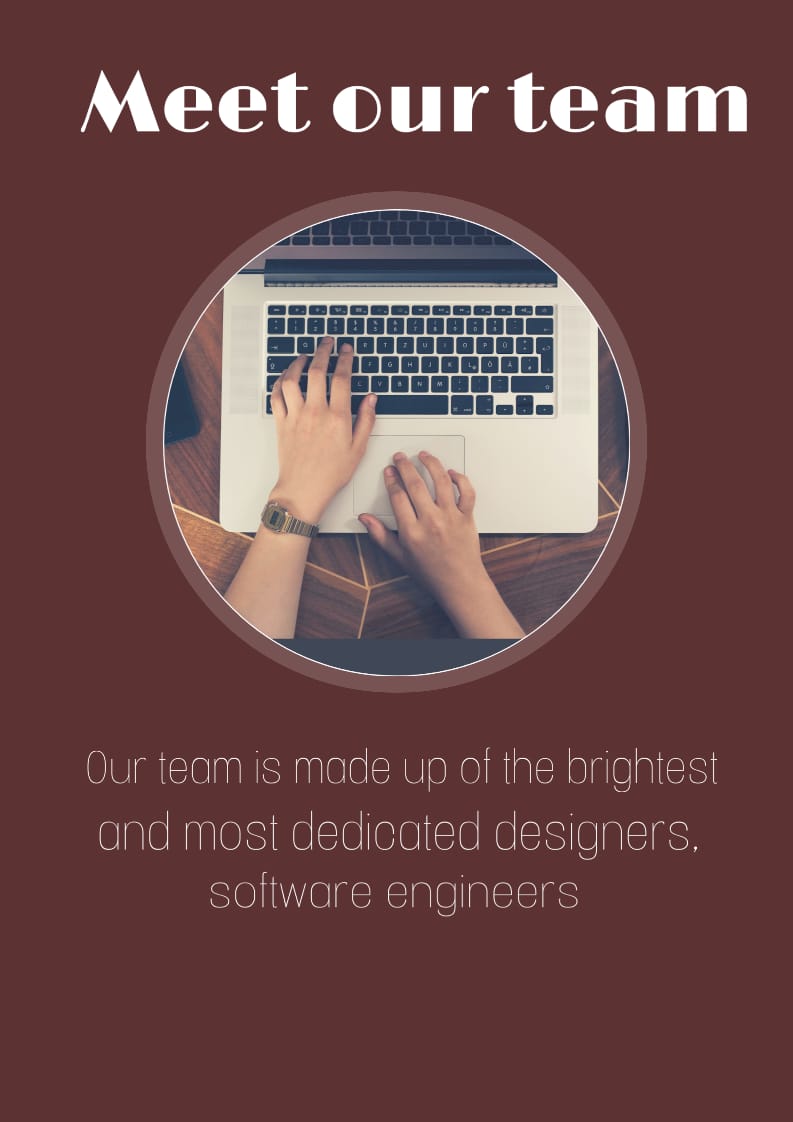 Meet our team
Our team is made up of the brightest
and most dedicated designers,
software engineers